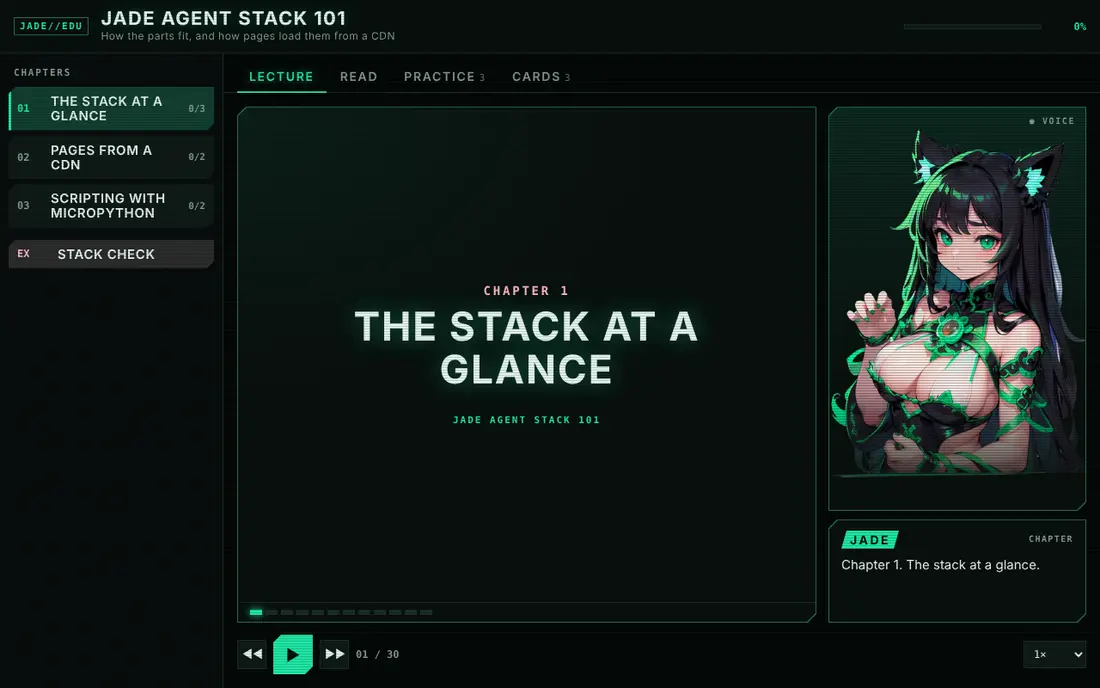 JADE//EDU
JADE AGENT STACK 101
How the parts fit, and how pages load them from a CDN
0%
CHAPTERS
01
THE STACK AT A
GLANCE
0/3
02
PAGES FROM A
CDN
0/2
03
SCRIPTING WITH
MICROPYTHON
0/2
EX
STACK CHECK
LECTURE
READ
PRACTICE 3
CARDS 3
CHAPTER 1
THE STACK AT A
GLANCE
JADE AGENT STACK 101
VOICE
JADE
CHAPTER
Chapter 1. The stack at a glance.
01 / 30
1×